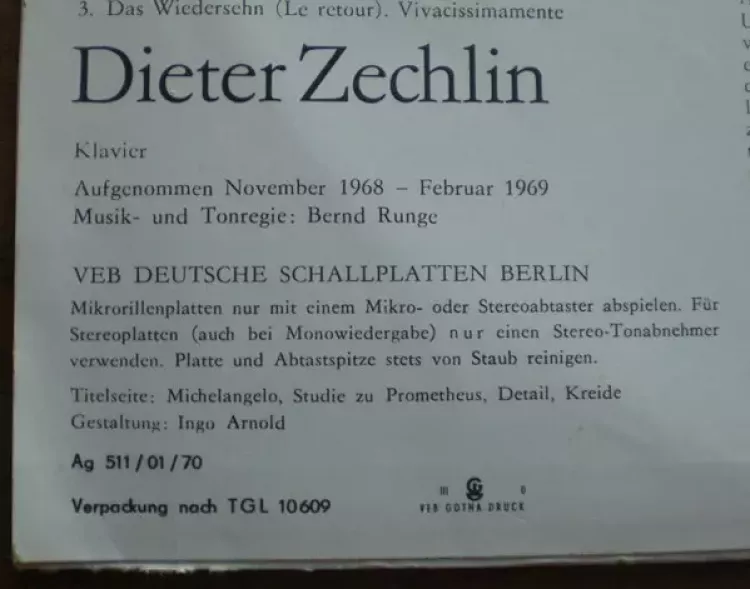 3. Das Wiedersehn (Le retour). Vivacissimamente
Dieter Zechlin
Klavier
Aufgenommen November 1968 – Februar 1969
Musik- und Tonregie: Bernd Runge
VEB DEUTSCHE SCHALLPLATTEN BERLIN
Mikrorillenplatten nur mit einem Mikro- oder Stereoabtaster abspielen. Für
Stereoplatten (auch bei Monowiedergabe) nur einen Stereo-Tonabnehmer
verwenden. Platte und Abtastspitze stets von Staub reinigen.
Titelseite: Michelangelo, Studie zu Prometheus, Detail, Kreide
Gestaltung: Ingo Arnold
Ag 511/01/70
Verpackung nach TGL 10609
VEB GOTHA DRUCK